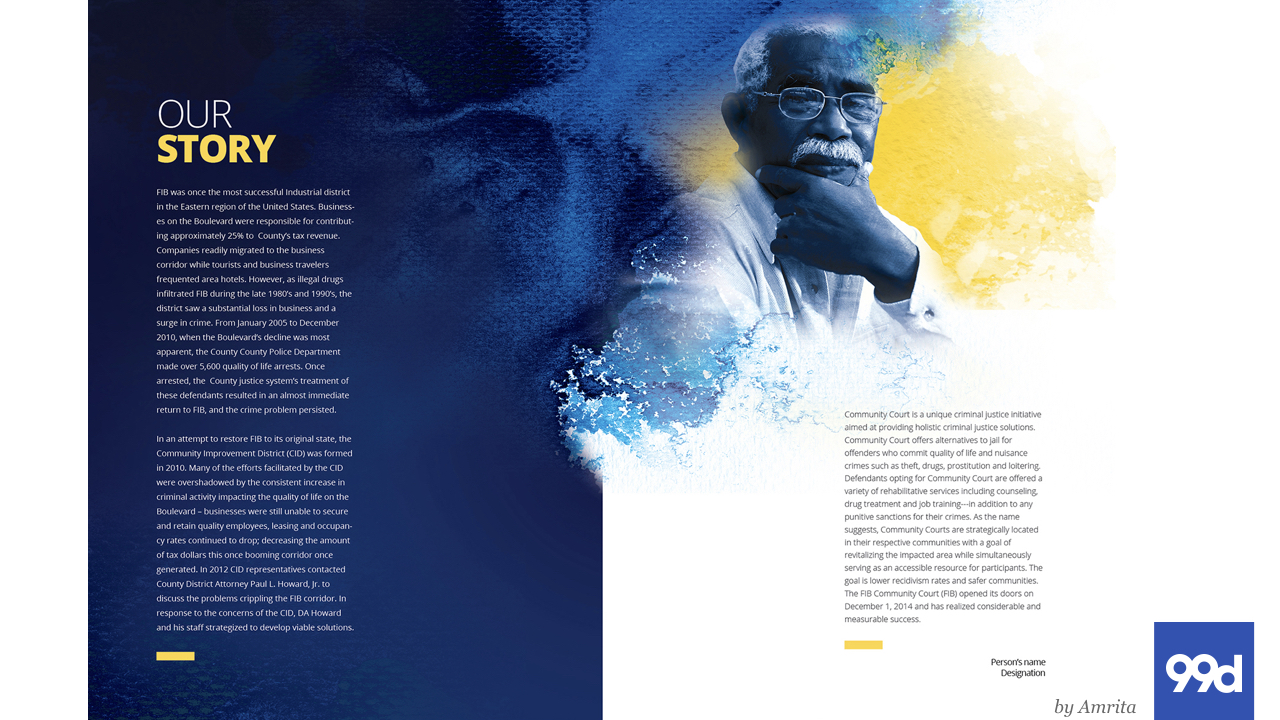 OUR
STORY
FIB was once the most successful Industrial district
in the Eastern region of the United States. Business-
es on the Boulevard were responsible for contribut-
ing approximately 25% to  County's tax revenue.
Companies readily migrated to the business
corridor while tourists and business travelers
frequented area hotels. However, as illegal drugs
infiltrated FIB during the late 1980's and 1990's, the
district saw a substantial loss in business and a
surge in crime. From January 2005 to December
2010, when the Boulevard's decline was most
apparent, the County County Police Department
made over 5,600 quality of life arrests. Once
arrested, the  County justice system's treatment of
these defendants resulted in an almost immediate
return to FIB, and the crime problem persisted.
In an attempt to restore FIB to its original state, the
Community Improvement District (CID) was formed
in 2010. Many of the efforts facilitated by the CID
were overshadowed by the consistent increase in
criminal activity impacting the quality of life on the
Boulevard – businesses were still unable to secure
and retain quality employees, leasing and occupan-
cy rates continued to drop; decreasing the amount
of tax dollars this once booming corridor once
generated. In 2012 CID representatives contacted
County District Attorney Paul L. Howard, Jr. to
discuss the problems crippling the FIB corridor. In
response to the concerns of the CID, DA Howard
and his staff strategized to develop viable solutions.
Community Court is a unique criminal justice initiative
aimed at providing holistic criminal justice solutions.
Community Court offers alternatives to jail for
offenders who commit quality of life and nuisance
crimes such as theft, drugs, prostitution and loitering.
Defendants opting for Community Court are offered a
variety of rehabilitative services including counseling,
drug treatment and job training---in addition to any
punitive sanctions for their crimes. As the name
suggests, Community Courts are strategically located
in their respective communities with a goal of
revitalizing the impacted area while simultaneously
serving as an accessible resource for participants. The
goal is lower recidivism rates and safer communities.
The FIB Community Court (FIB) opened its doors on
December 1, 2014 and has realized considerable and
measurable success.
Person's name
Designation
by Amrita
99d